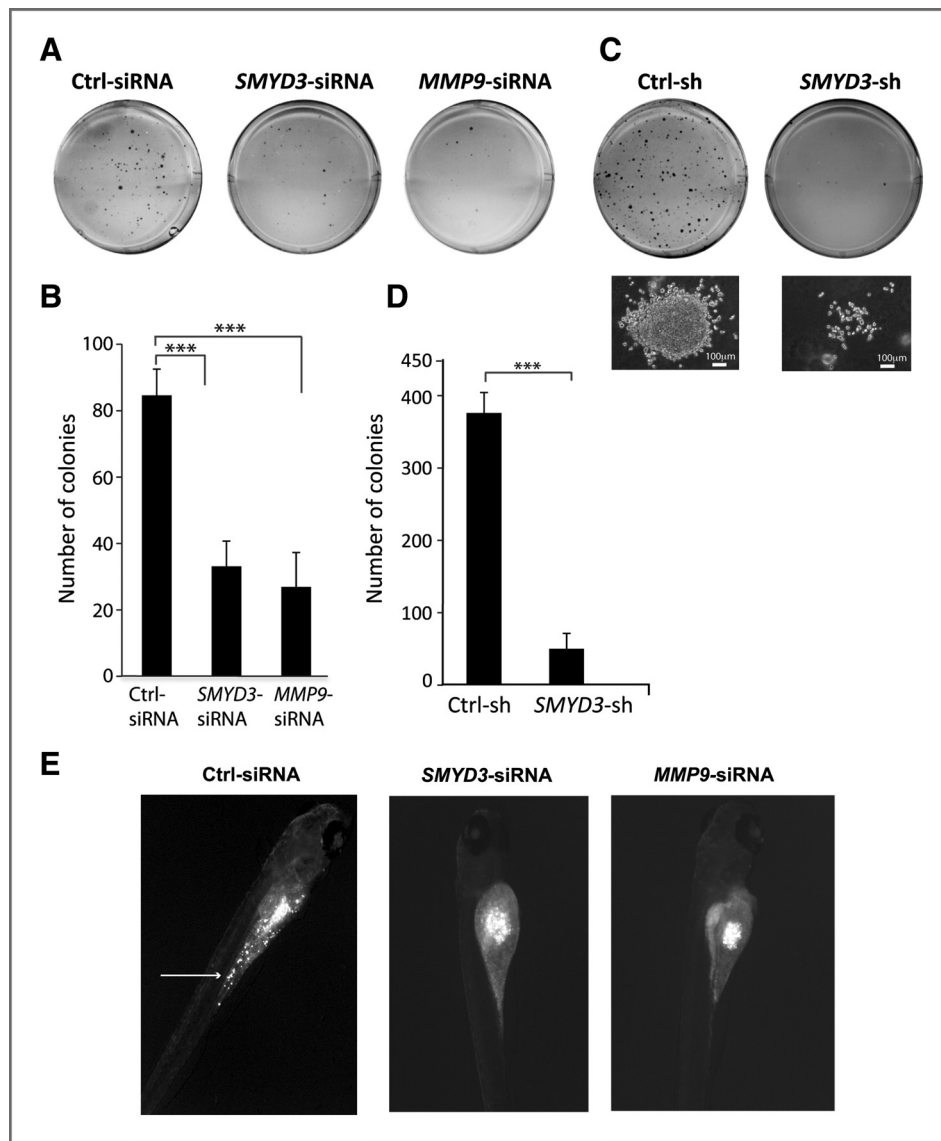 A
Ctrl-siRNA SMYD3-siRNA MMP9-siRNA
C
Ctrl-sh SMYD3-sh
100μm 100μm
B
***
***
Number of colonies
100
80
60
40
20
0
Ctrl-siRNA
SMYD3-siRNA
MMP9-siRNA
D
***
Number of colonies
450
400
300
400
200
100
0
Ctrl-sh SMYD3-sh
E
Ctrl-siRNA SMYD3-siRNA MMP9-siRNA